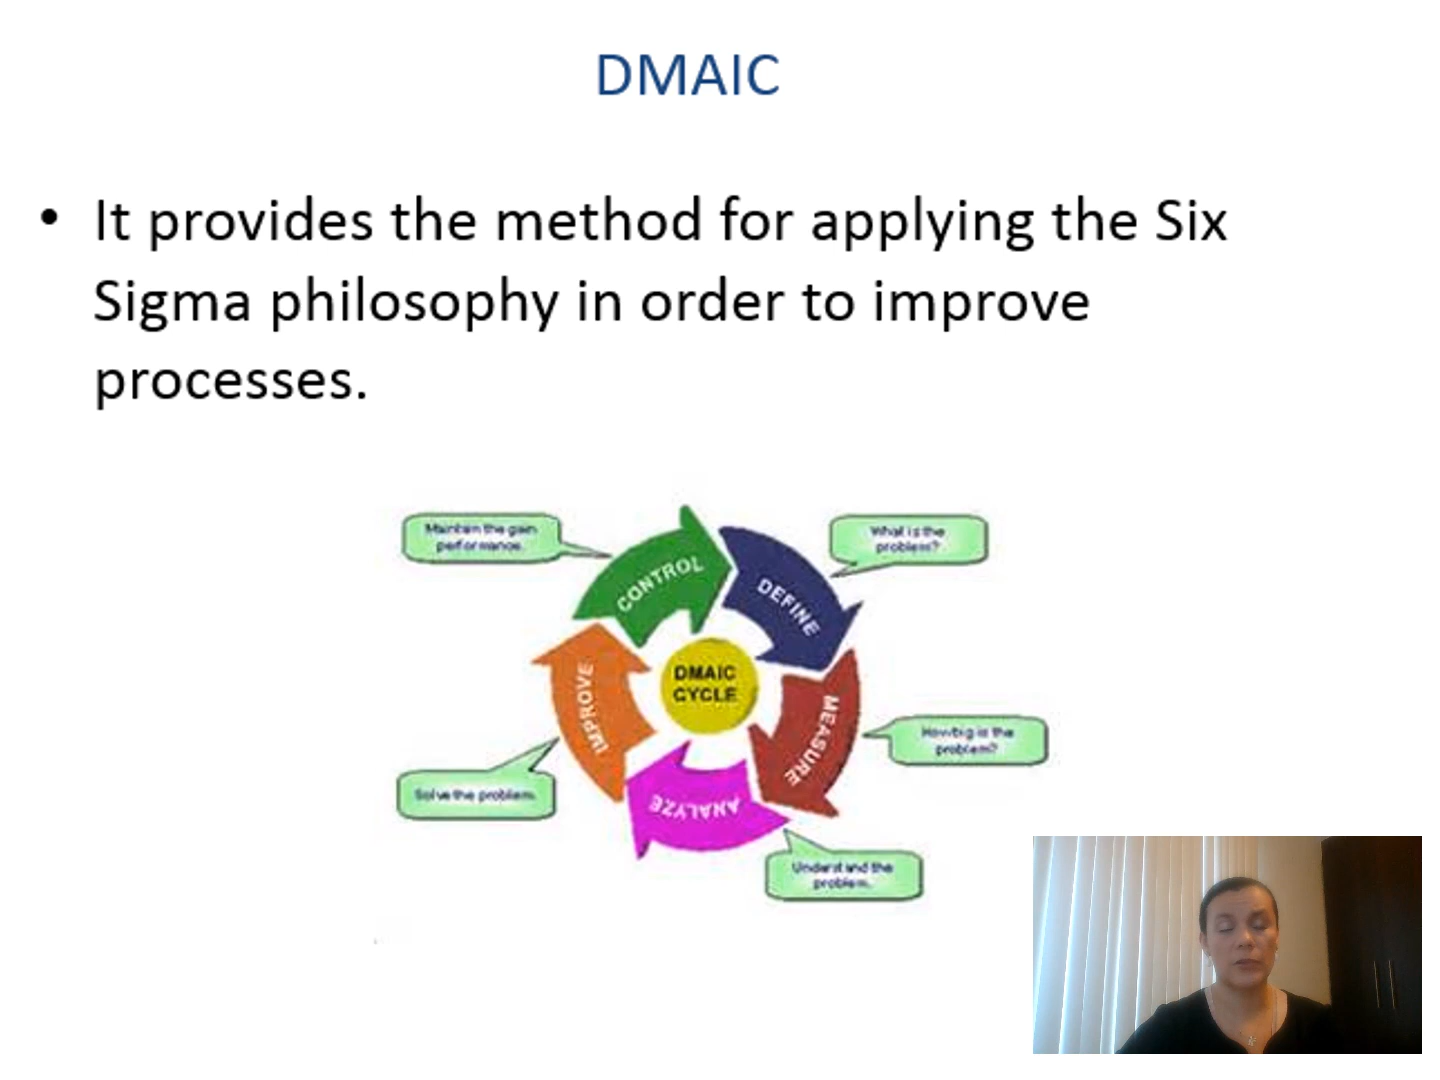 DMAIC
• It provides the method for applying the Six
Sigma philosophy in order to improve
processes.
Maintain the gain
performance.
What is the
problem?
CONTROL
DEFINE
DMAIC
CYCLE
IMPROVE
MEASURE
How big is the
problem?
Solve the problem.
ANALYZE
Understand the
problem.